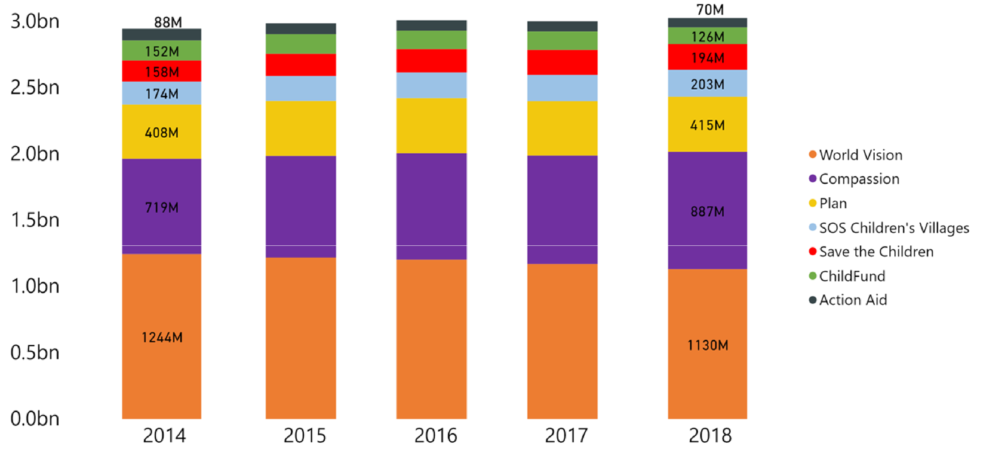 3.0bn
2.5bn
2.0bn
1.5bn
1.0bn
0.5bn
0.0bn
88M
152M
158M
174M
408M
719M
1244M
70M
126M
194M
203M
415M
887M
1130M
2014
2015
2016
2017
2018
World Vision
Compassion
Plan
SOS Children's Villages
Save the Children
ChildFund
Action Aid